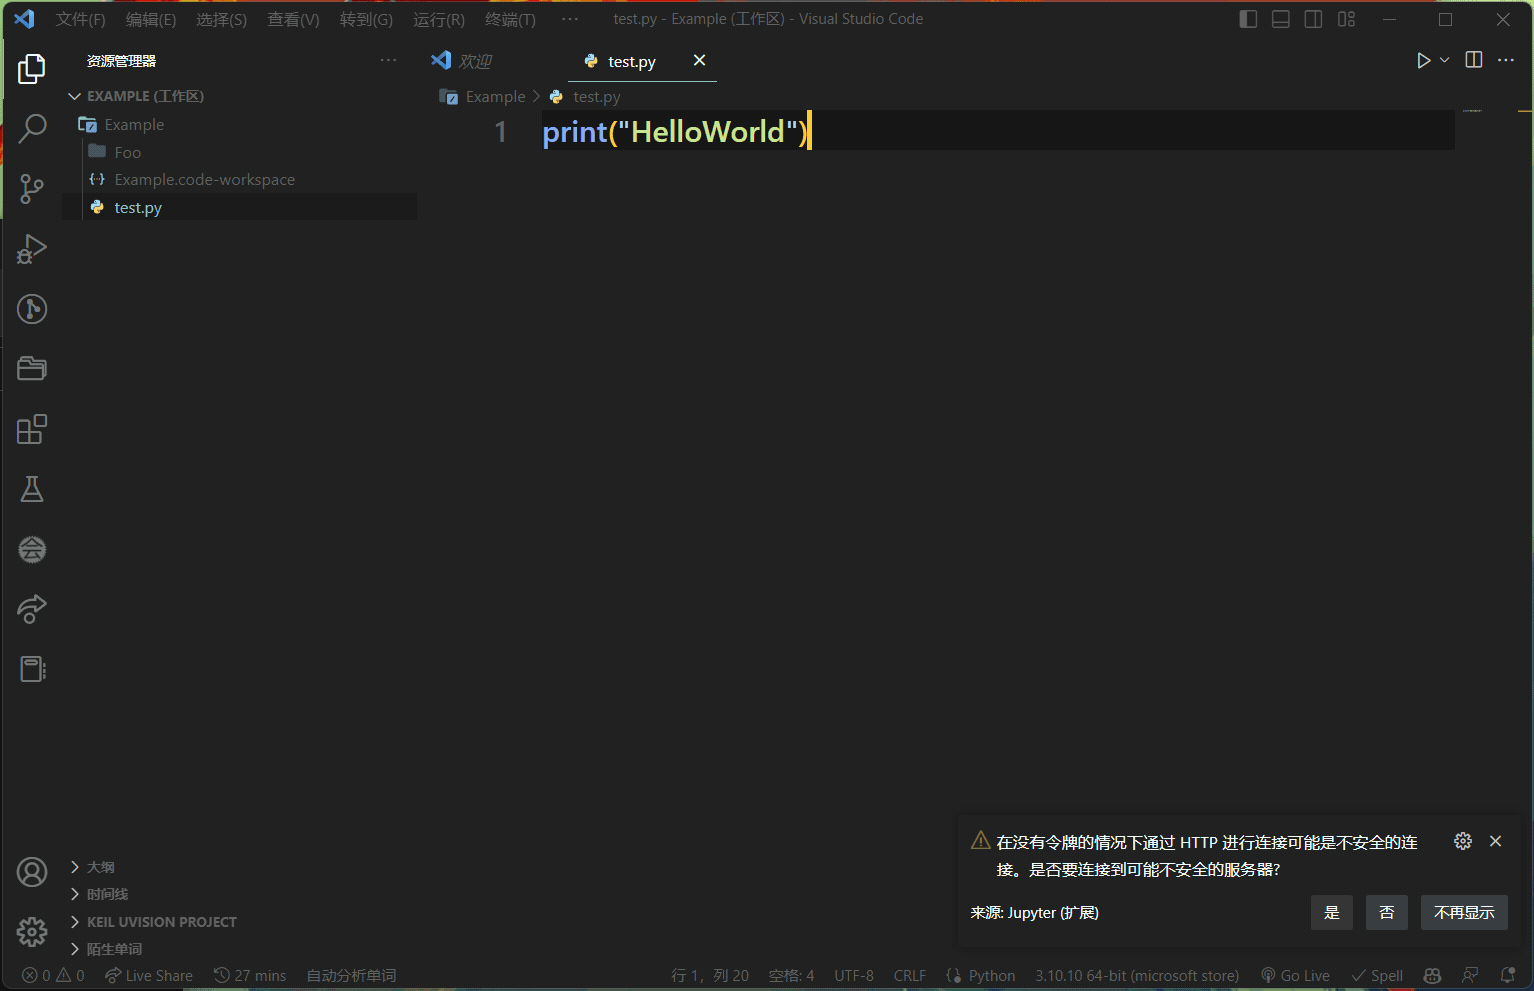 文件(F) 编辑(E) 选择(S) 查看(V) 转到(G) 运行(R) 终端(T) ··· test.py - Example (工作区) - Visual Studio Code
资源管理器 ···
欢迎
test.py
EXAMPLE (工作区)
Example
Foo
Example.code-workspace
test.py
Example > test.py
1 print("HelloWorld")
会
在没有令牌的情况下通过 HTTP 进行连接可能是不安全的连
接。是否要连接到可能不安全的服务器?
来源: Jupyter (扩展)
是 否 不再显示
大纲
时间线
KEIL UVISION PROJECT
陌生单词
0 0 Live Share 27 mins 自动分析单词 行 1，列 20 空格: 4 UTF-8 CRLF Python 3.10.10 64-bit (microsoft store) Go Live Spell